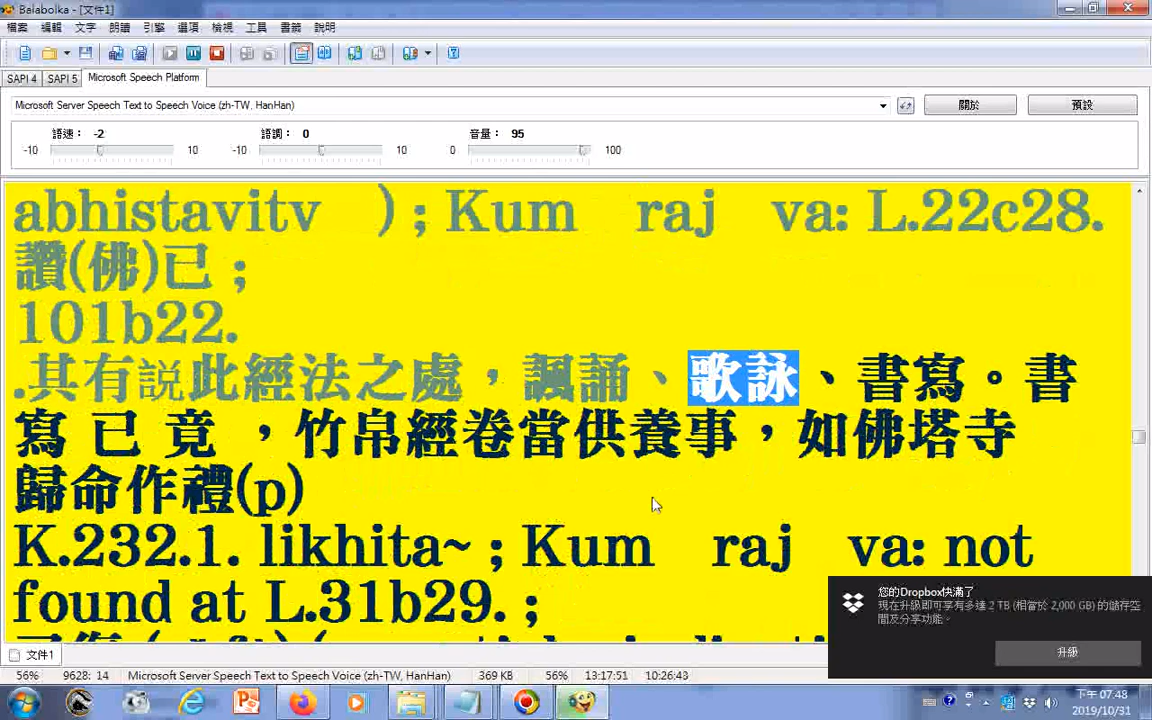 Balabolka - [文件1]
檔案 編輯 文字 朗讀 引擎 選項 檢視 工具 書籤 說明
SAPI 4 SAPI 5 Microsoft Speech Platform
Microsoft Server Speech Text to Speech Voice (zh-TW, HanHan) 關於 預設
語速： -2 語調： 0 音量： 95
-10 10 -10 10 0 100
abhistavitv ) ; Kum raj va: L.22c28.
讚(佛)已 ;
101b22.
.其有説此經法之處，諷誦、歌詠、書寫。書
寫 已 竟 ，竹帛經卷當供養事，如佛塔寺
歸命作禮(p)
K.232.1. likhita~ ; Kum raj va: not
found at L.31b29. ;
您的Dropbox快滿了
現在升級即可享有多達 2 TB (相當於 2,000 GB) 的儲存空
間及分享功能。
升級
文件1
56% 9628: 14 Microsoft Server Speech Text to Speech Voice (zh-TW, HanHan) 369 KB 56% 13:17:51 10:26:43
下午 07:48
2019/10/31